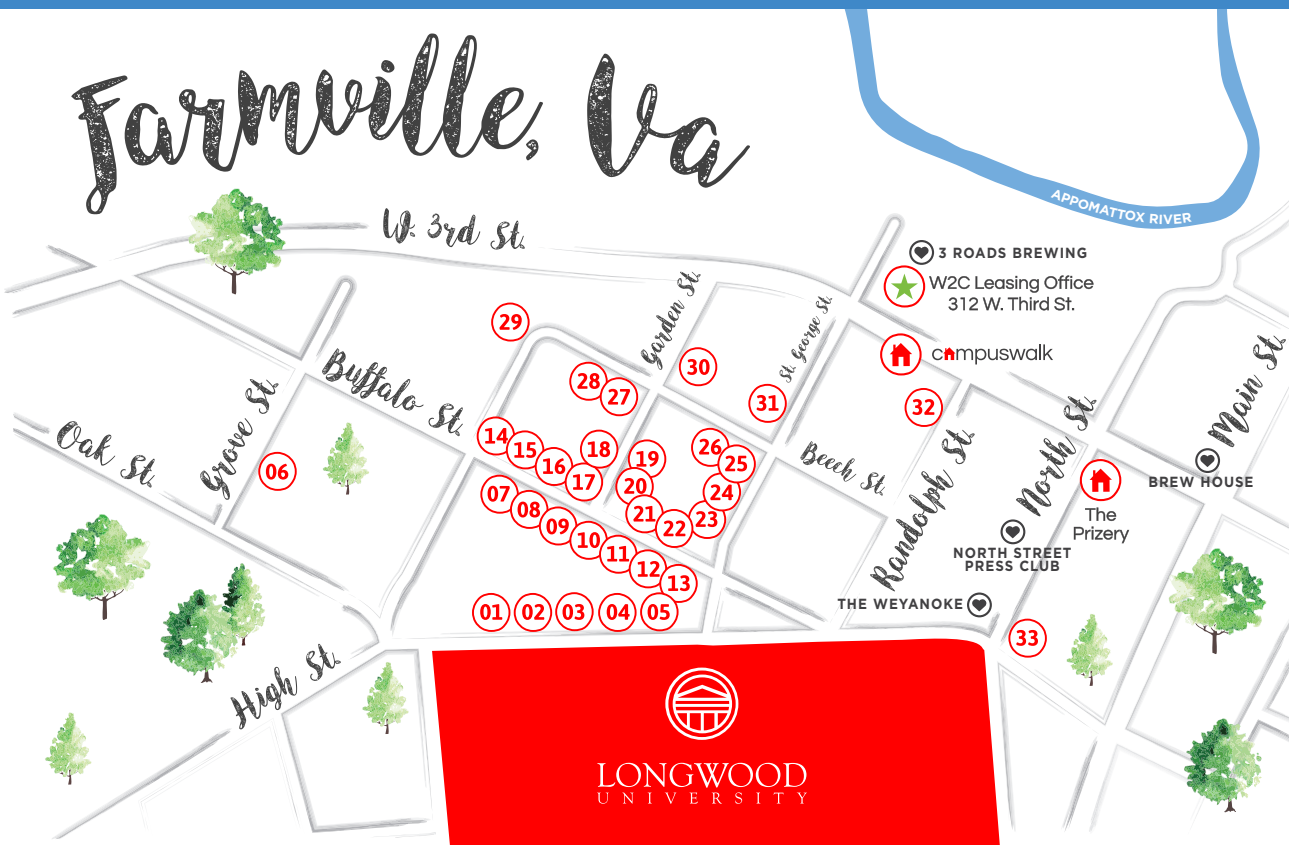 Farmville, Va
APPOMATTOX RIVER
W. 3rd St.
3 ROADS BREWING
W2C Leasing Office
312 W. Third St.
campuswalk
Garden St.
St. George St.
Main St.
29
30
28
27
31
32
Buffalo St.
Grove St.
Oak St.
06
14
15
16
17
18
19
20
21
22
23
24
25
26
Beech St.
Randolph St.
North St.
BREW HOUSE
The
Prizery
NORTH STREET
PRESS CLUB
THE WEYANOKE
07
08
09
10
11
12
13
01
02
03
04
05
33
High St.
LONGWOOD
UNIVERSITY